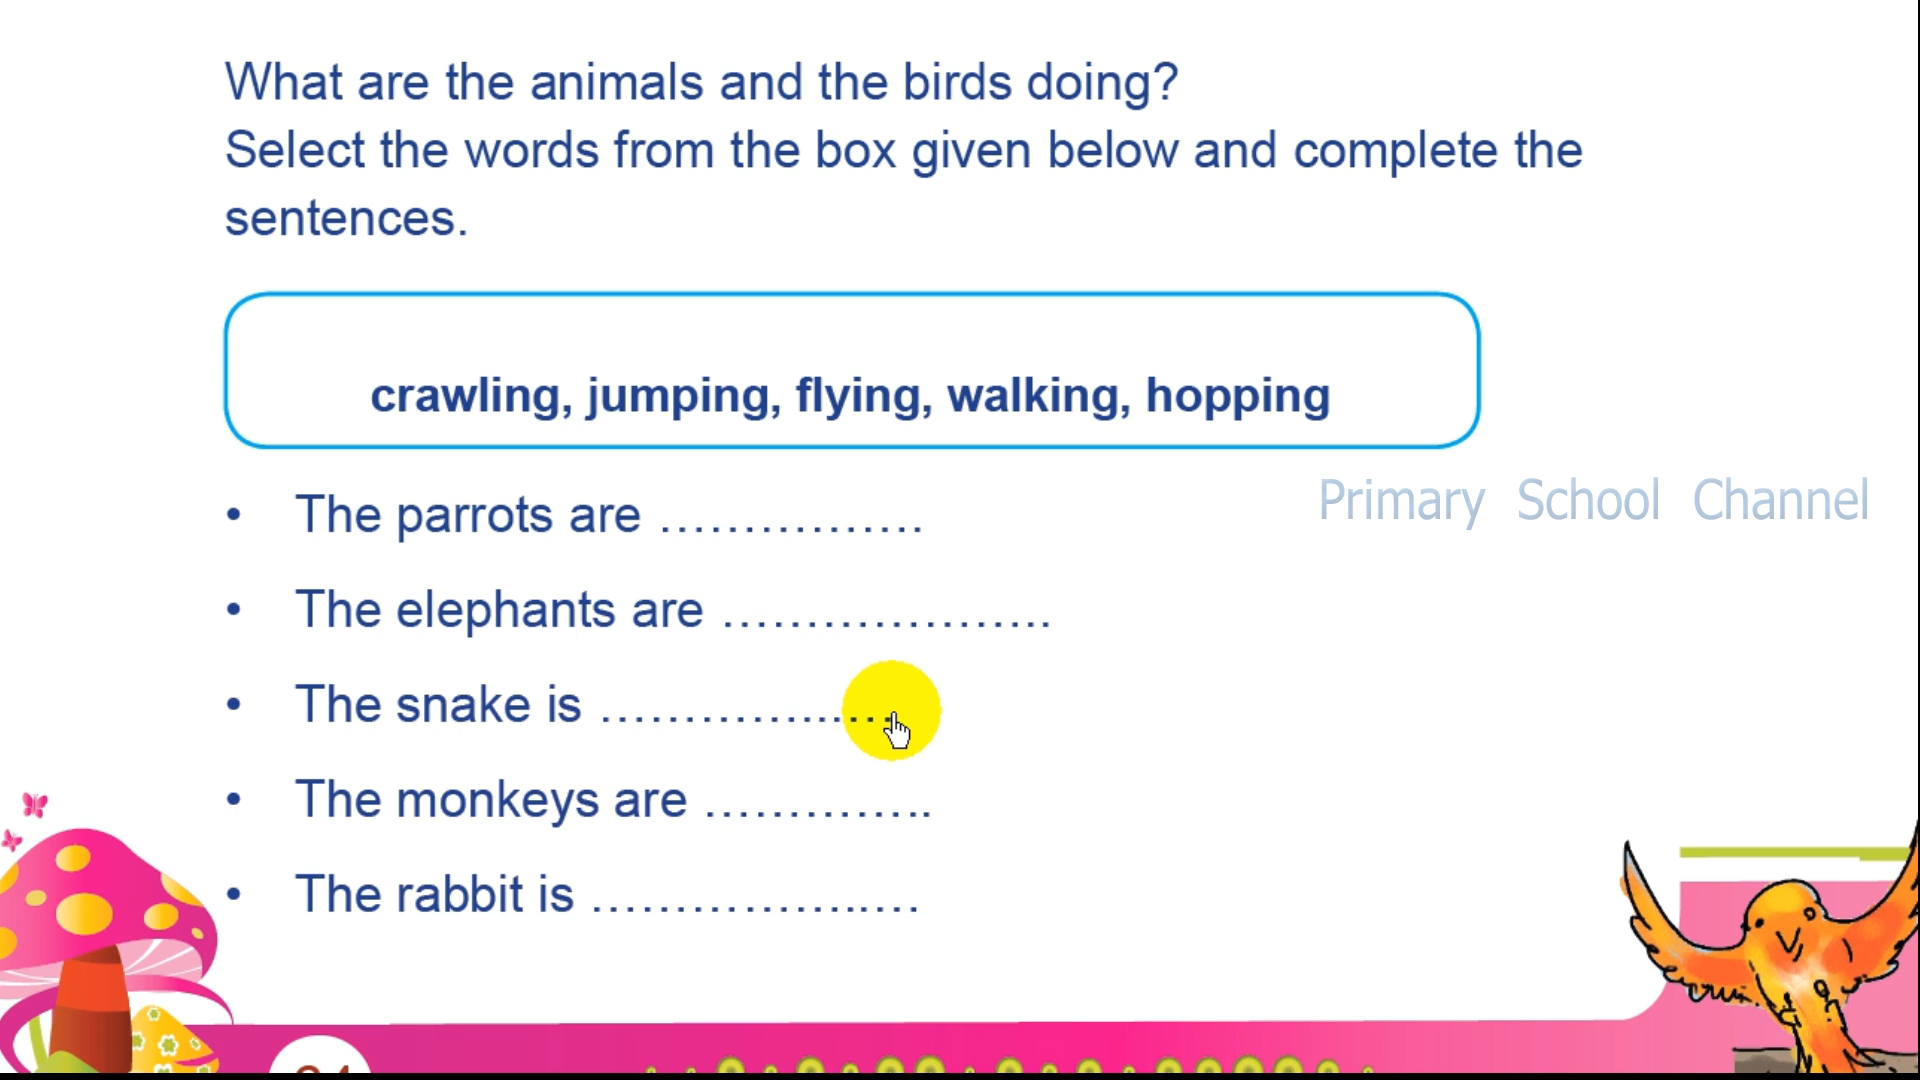 What are the animals and the birds doing?
Select the words from the box given below and complete the
sentences.
crawling, jumping, flying, walking, hopping
Primary School Channel
• The parrots are …………….
• The elephants are ………………….
• The snake is ……………..….
• The monkeys are …………..
• The rabbit is ……………..….